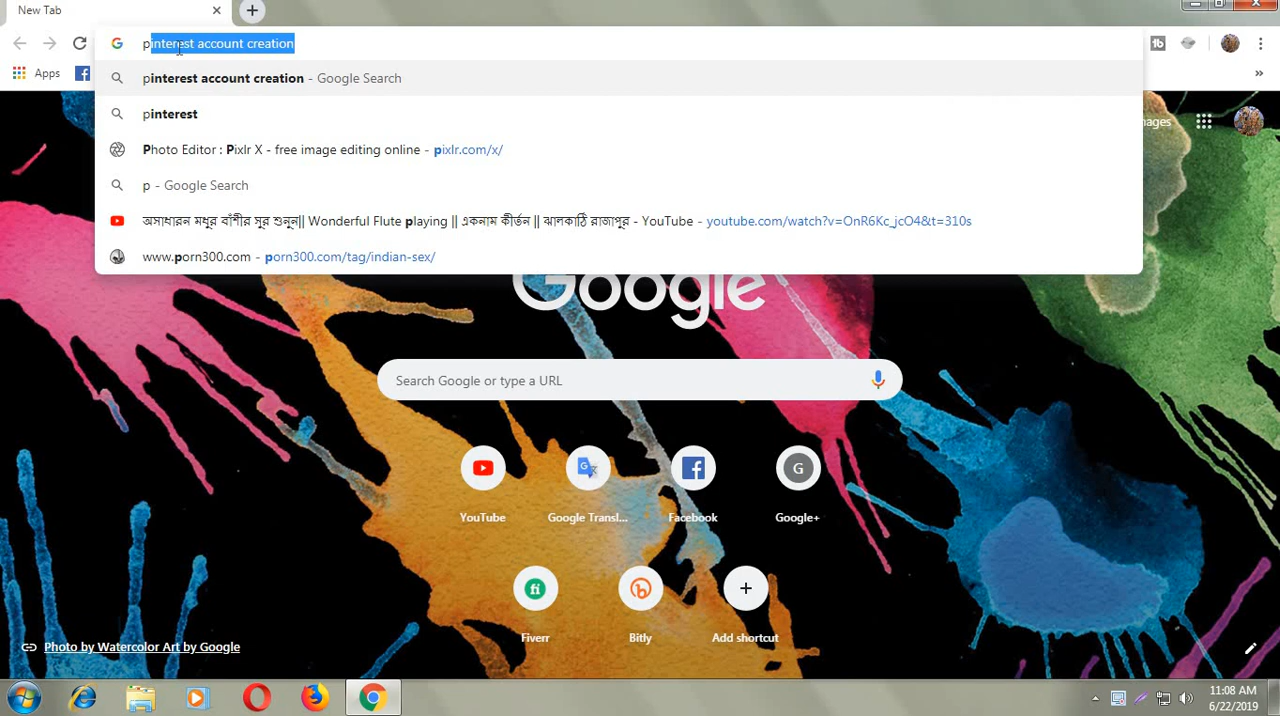 New Tab
pinterest account creation
Apps
pinterest account creation - Google Search
pinterest
Photo Editor : Pixlr X - free image editing online - pixlr.com/x/
mages
p - Google Search
অসাধারন মধুর বাঁশীর সূর শুনুন|| Wonderful Flute playing || একনাম কীর্তন || ঝালকাঠি রাজাপুর - YouTube - youtube.com/watch?v=OnR6Kc_jcO4&t=310s
www.porn300.com - porn300.com/tag/indian-sex/
Google
Search Google or type a URL
G
YouTube
Google Transl...
Facebook
Google+
fi
Fiverr
Bitly
Add shortcut
Photo by Watercolor Art by Google
11:08 AM
6/22/2019